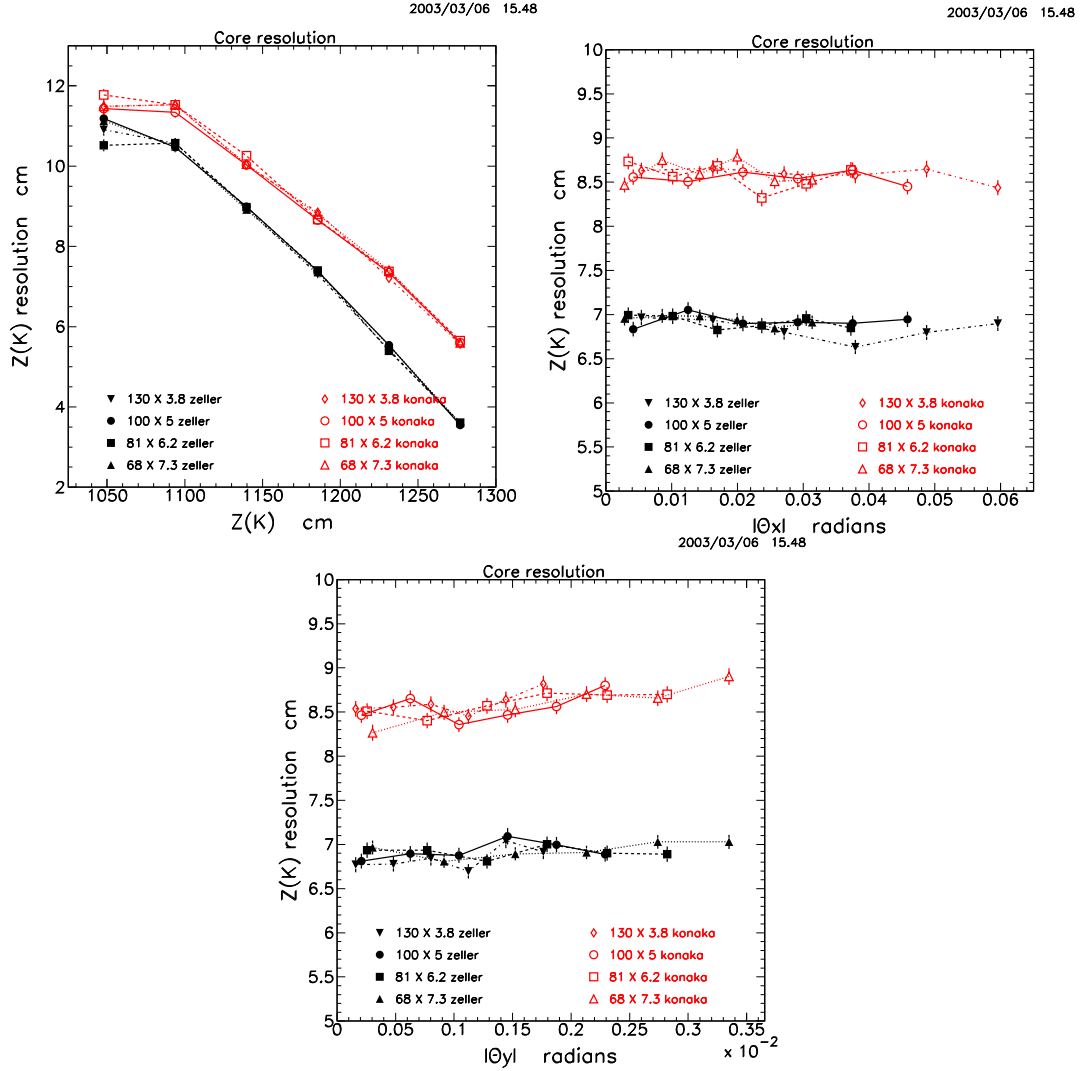 2003/03/06 15.48
Core resolution
Z(K) resolution cm
12
10
8
6
4
2
130 X 3.8 zeller
100 X 5 zeller
81 X 6.2 zeller
68 X 7.3 zeller
130 X 3.8 konaka
100 X 5 konaka
81 X 6.2 konaka
68 X 7.3 konaka
1050 1100 1150 1200 1250 1300
Z(K) cm
2003/03/06 15.48
Core resolution
Z(K) resolution cm
10
9.5
9
8.5
8
7.5
7
6.5
6
5.5
5
130 X 3.8 zeller
100 X 5 zeller
81 X 6.2 zeller
68 X 7.3 zeller
130 X 3.8 konaka
100 X 5 konaka
81 X 6.2 konaka
68 X 7.3 konaka
0 0.01 0.02 0.03 0.04 0.05 0.06
|Θx| radians
2003/03/06 15.48
Core resolution
Z(K) resolution cm
10
9.5
9
8.5
8
7.5
7
6.5
6
5.5
5
130 X 3.8 zeller
100 X 5 zeller
81 X 6.2 zeller
68 X 7.3 zeller
130 X 3.8 konaka
100 X 5 konaka
81 X 6.2 konaka
68 X 7.3 konaka
0 0.05 0.1 0.15 0.2 0.25 0.3 0.35
x 10⁻²
|Θy| radians